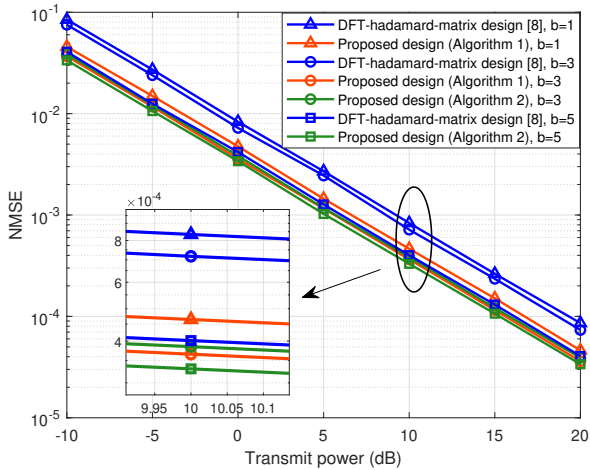 DFT-hadamard-matrix design [8], b=1
Proposed design (Algorithm 1), b=1
DFT-hadamard-matrix design [8], b=3
Proposed design (Algorithm 1), b=3
Proposed design (Algorithm 2), b=3
DFT-hadamard-matrix design [8], b=5
Proposed design (Algorithm 2), b=5
10^-1
10^-2
10^-3
10^-4
10^-5
NMSE
×10^-4
8
6
4
9.95 10 10.05 10.1
-10 -5 0 5 10 15 20
Transmit power (dB)